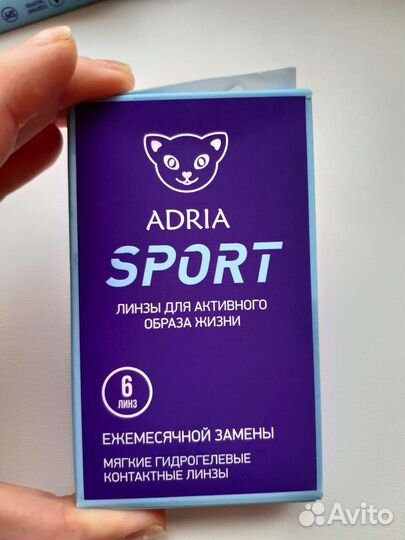 ADRIA
SPORT
ЛИНЗЫ ДЛЯ АКТИВНОГО
ОБРАЗА ЖИЗНИ
6
ЛИНЗ
ЕЖЕМЕСЯЧНОЙ ЗАМЕНЫ
МЯГКИЕ ГИДРОГЕЛЕВЫЕ
КОНТАКТНЫЕ ЛИНЗЫ
Avito